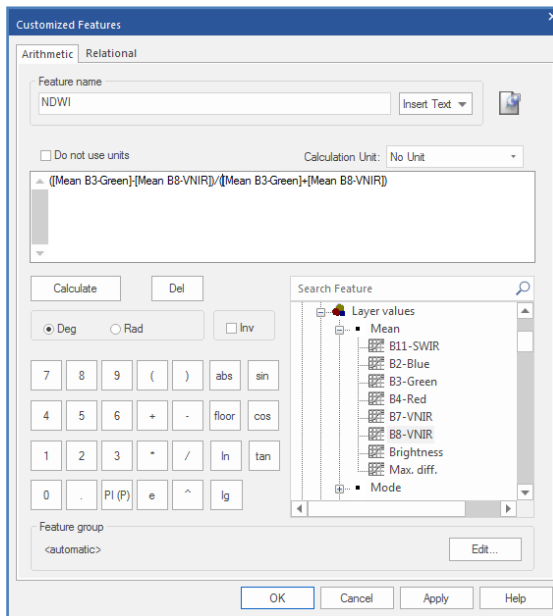 Customized Features
Arithmetic Relational
Feature name
NDWI Insert Text
Do not use units Calculation Unit: No Unit
([Mean B3-Green]-[Mean B8-VNIR])/([Mean B3-Green]+[Mean B8-VNIR])
Calculate Del Search Feature
Layer values
Deg Rad Inv Mean
B11-SWIR
7 8 9 ( ) abs sin B2-Blue
B3-Green
B4-Red
4 5 6 + - floor cos B7-VNIR
B8-VNIR
1 2 3 * / ln tan Brightness
Max. diff.
0 . PI (P) e ^ lg Mode
Feature group
<automatic> Edit...
OK Cancel Apply Help